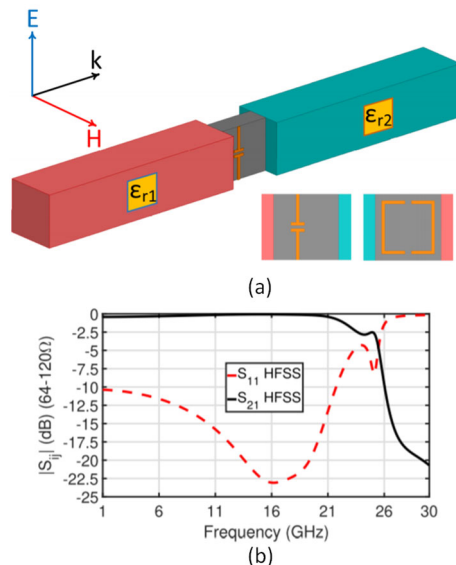 E
k
H
εr1
εr2
(a)
|Sij| (dB) (64-120Ω)
0
-2.5
-5
-7.5
-10
-12.5
-15
-17.5
-20
-22.5
-25
S11 HFSS
S21 HFSS
1 6 11 16 21 26 30
Frequency (GHz)
(b)